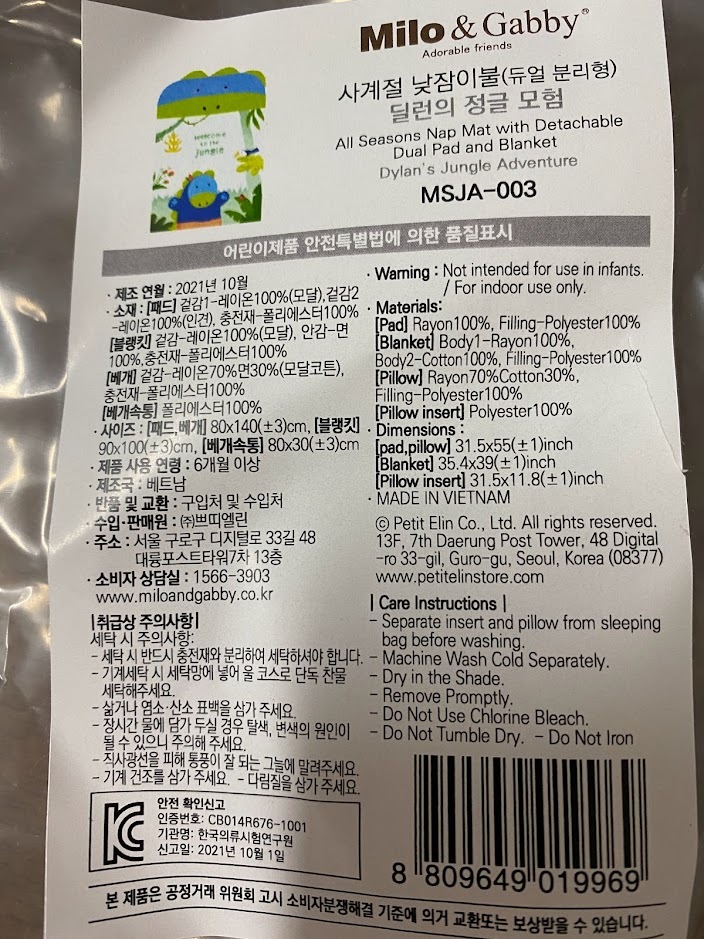 Milo & Gabby®
Adorable friends
사계절 낮잠이불(듀얼 분리형)
딜런의 정글 모험
All Seasons Nap Mat with Detachable
Dual Pad and Blanket
Dylan's Jungle Adventure
MSJA-003
welcome
to the
jungle
어린이제품 안전특별법에 의한 품질표시
· 제조 연월 : 2021년 10월
· 소재 : [패드] 겉감1-레이온100%(모달),겉감2
-레이온100%(인견), 충전재-폴리에스터100%
[블랭킷] 겉감-레이온100%(모달), 안감-면
100%,충전재-폴리에스터100%
[베개] 겉감-레이온70%면30%(모달코튼),
충전재-폴리에스터100%
[베개속통] 폴리에스터100%
· 사이즈 : [패드,베개] 80x140(±3)cm, [블랭킷]
90x100(±3)cm, [베개속통] 80x30(±3)cm
· 제품 사용 연령 : 6개월 이상
· 제조국 : 베트남
· 반품 및 교환 : 구입처 및 수입처
· 수입·판매원 : ㈜쁘띠엘린
· 주소 : 서울 구로구 디지털로 33길 48
대륭포스트타워7차 13층
· 소비자 상담실 : 1566-3903
www.miloandgabby.co.kr
|취급상 주의사항|
세탁 시 주의사항:
- 세탁 시 반드시 충전재와 분리하여 세탁하셔야 합니다.
- 기계세탁 시 세탁망에 넣어 울 코스로 단독 찬물
세탁해주세요.
- 삶거나 염소·산소 표백을 삼가 주세요.
- 장시간 물에 담가 두실 경우 탈색, 변색의 원인이
될 수 있으니 주의해 주세요.
- 직사광선을 피해 통풍이 잘 되는 그늘에 말려주세요.
- 기계 건조를 삼가 주세요. - 다림질을 삼가 주세요.
· Warning : Not intended for use in infants.
/ For indoor use only.
· Materials:
[Pad] Rayon100%, Filling-Polyester100%
[Blanket] Body1-Rayon100%,
Body2-Cotton100%, Filling-Polyester100%
[Pillow] Rayon70%Cotton30%,
Filling-Polyester100%
[Pillow insert] Polyester100%
· Dimensions :
[pad,pillow] 31.5x55(±1)inch
[Blanket] 35.4x39(±1)inch
[Pillow insert] 31.5x11.8(±1)inch
· MADE IN VIETNAM
ⓒ Petit Elin Co., Ltd. All rights reserved.
13F, 7th Daerung Post Tower, 48 Digital
-ro 33-gil, Guro-gu, Seoul, Korea (08377)
www.petitelinstore.com
| Care Instructions |
- Separate insert and pillow from sleeping
bag before washing.
- Machine Wash Cold Separately.
- Dry in the Shade.
- Remove Promptly.
- Do Not Use Chlorine Bleach.
- Do Not Tumble Dry. - Do Not Iron
안전 확인신고
인증번호: CB014R676-1001
기관명: 한국의류시험연구원
신고일: 2021년 10월 1일
8 809649 019969
본 제품은 공정거래 위원회 고시 소비자분쟁해결 기준에 의거 교환또는 보상받을 수 있습니다.